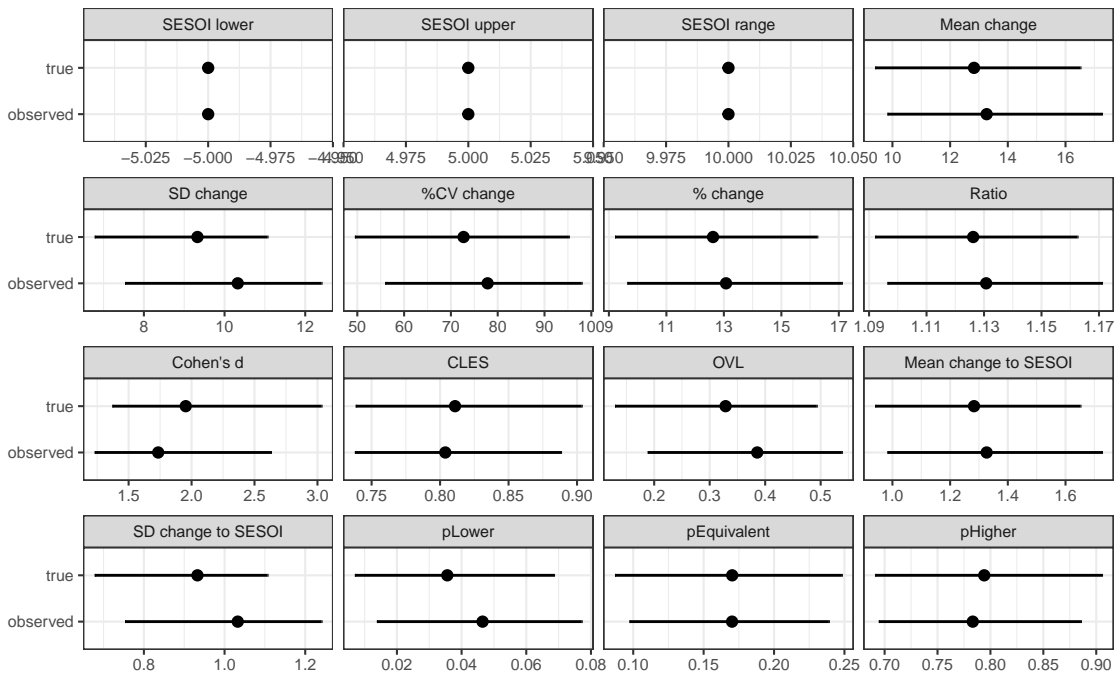 SESOI lower SESOI upper SESOI range Mean change
true
observed
−5.025 −5.000 −4.975 −4.950 4.975 5.000 5.025 5.050 9.975 10.000 10.025 10.050 10 12 14 16
SD change %CV change % change Ratio
true
observed
8 10 12 50 60 70 80 90 100 9 11 13 15 17 1.09 1.11 1.13 1.15 1.17
Cohen's d CLES OVL Mean change to SESOI
true
observed
1.5 2.0 2.5 3.0 0.75 0.80 0.85 0.90 0.2 0.3 0.4 0.5 1.0 1.2 1.4 1.6
SD change to SESOI pLower pEquivalent pHigher
true
observed
0.8 1.0 1.2 0.02 0.04 0.06 0.08 0.10 0.15 0.20 0.25 0.70 0.75 0.80 0.85 0.90